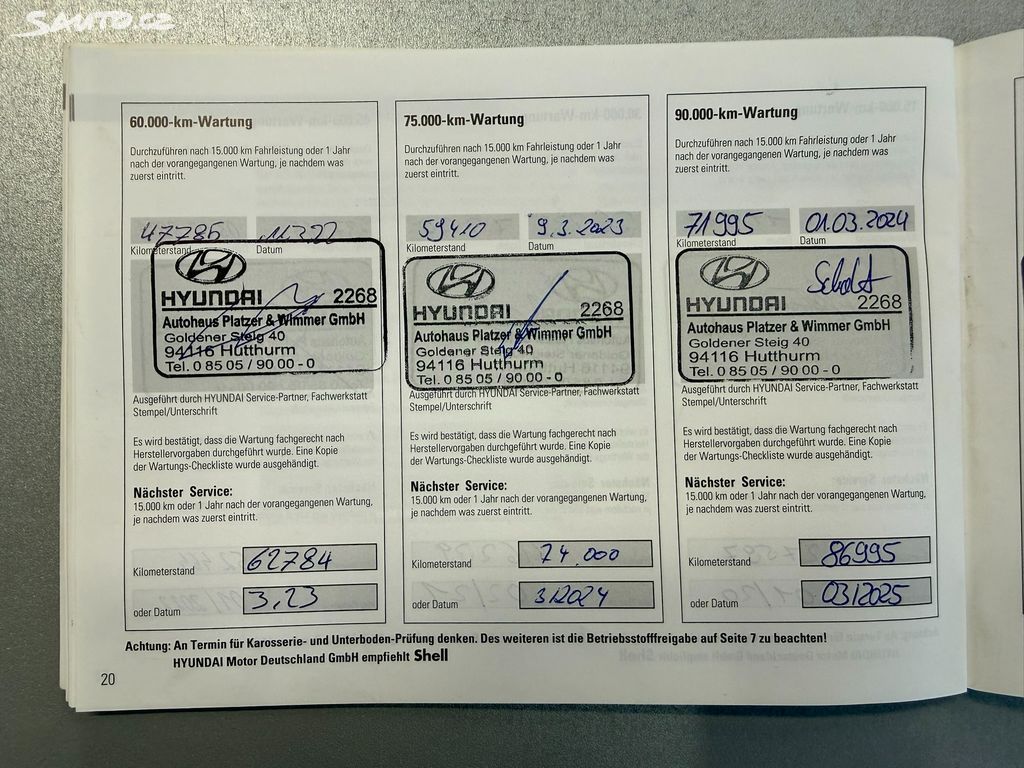 SAUTO.CZ
60.000-km-Wartung
Durchzuführen nach 15.000 km Fahrleistung oder 1 Jahr
nach der vorangegangenen Wartung, je nachdem was
zuerst eintritt.
47785
Kilometerstand Datum
HYUNDAI 2268
Autohaus Platzer & Wimmer GmbH
Goldener Steig 40
94116 Hutthurm
Tel. 0 85 05 / 90 00 - 0
Ausgeführt durch HYUNDAI Service-Partner, Fachwerkstatt
Stempel/Unterschrift
Es wird bestätigt, dass die Wartung fachgerecht nach
Herstellervorgaben durchgeführt wurde. Eine Kopie
der Wartungs-Checkliste wurde ausgehändigt.
Nächster Service:
15.000 km oder 1 Jahr nach der vorangegangenen Wartung,
je nachdem was zuerst eintritt.
Kilometerstand 62784
oder Datum 3.23
75.000-km-Wartung
Durchzuführen nach 15.000 km Fahrleistung oder 1 Jahr
nach der vorangegangenen Wartung, je nachdem was
zuerst eintritt.
59410 9.3.2023
Kilometerstand Datum
HYUNDAI 2268
Autohaus Platzer & Wimmer GmbH
Goldener Steig 40
94116 Hutthurm
Tel. 0 85 05 / 90 00 - 0
Ausgeführt durch HYUNDAI Service-Partner, Fachwerkstatt
Stempel/Unterschrift
Es wird bestätigt, dass die Wartung fachgerecht nach
Herstellervorgaben durchgeführt wurde. Eine Kopie
der Wartungs-Checkliste wurde ausgehändigt.
Nächster Service:
15.000 km oder 1 Jahr nach der vorangegangenen Wartung,
je nachdem was zuerst eintritt.
Kilometerstand 74.000
oder Datum 3/2024
90.000-km-Wartung
Durchzuführen nach 15.000 km Fahrleistung oder 1 Jahr
nach der vorangegangenen Wartung, je nachdem was
zuerst eintritt.
71995 01.03.2024
Kilometerstand Datum
HYUNDAI 2268
Autohaus Platzer & Wimmer GmbH
Goldener Steig 40
94116 Hutthurm
Tel. 0 85 05 / 90 00 - 0
Ausgeführt durch HYUNDAI Service-Partner, Fachwerkstatt
Stempel/Unterschrift
Es wird bestätigt, dass die Wartung fachgerecht nach
Herstellervorgaben durchgeführt wurde. Eine Kopie
der Wartungs-Checkliste wurde ausgehändigt.
Nächster Service:
15.000 km oder 1 Jahr nach der vorangegangenen Wartung,
je nachdem was zuerst eintritt.
Kilometerstand 86995
oder Datum 03/2025
Achtung: An Termin für Karosserie- und Unterboden-Prüfung denken. Des weiteren ist die Betriebsstofffreigabe auf Seite 7 zu beachten!
HYUNDAI Motor Deutschland GmbH empfiehlt Shell
20